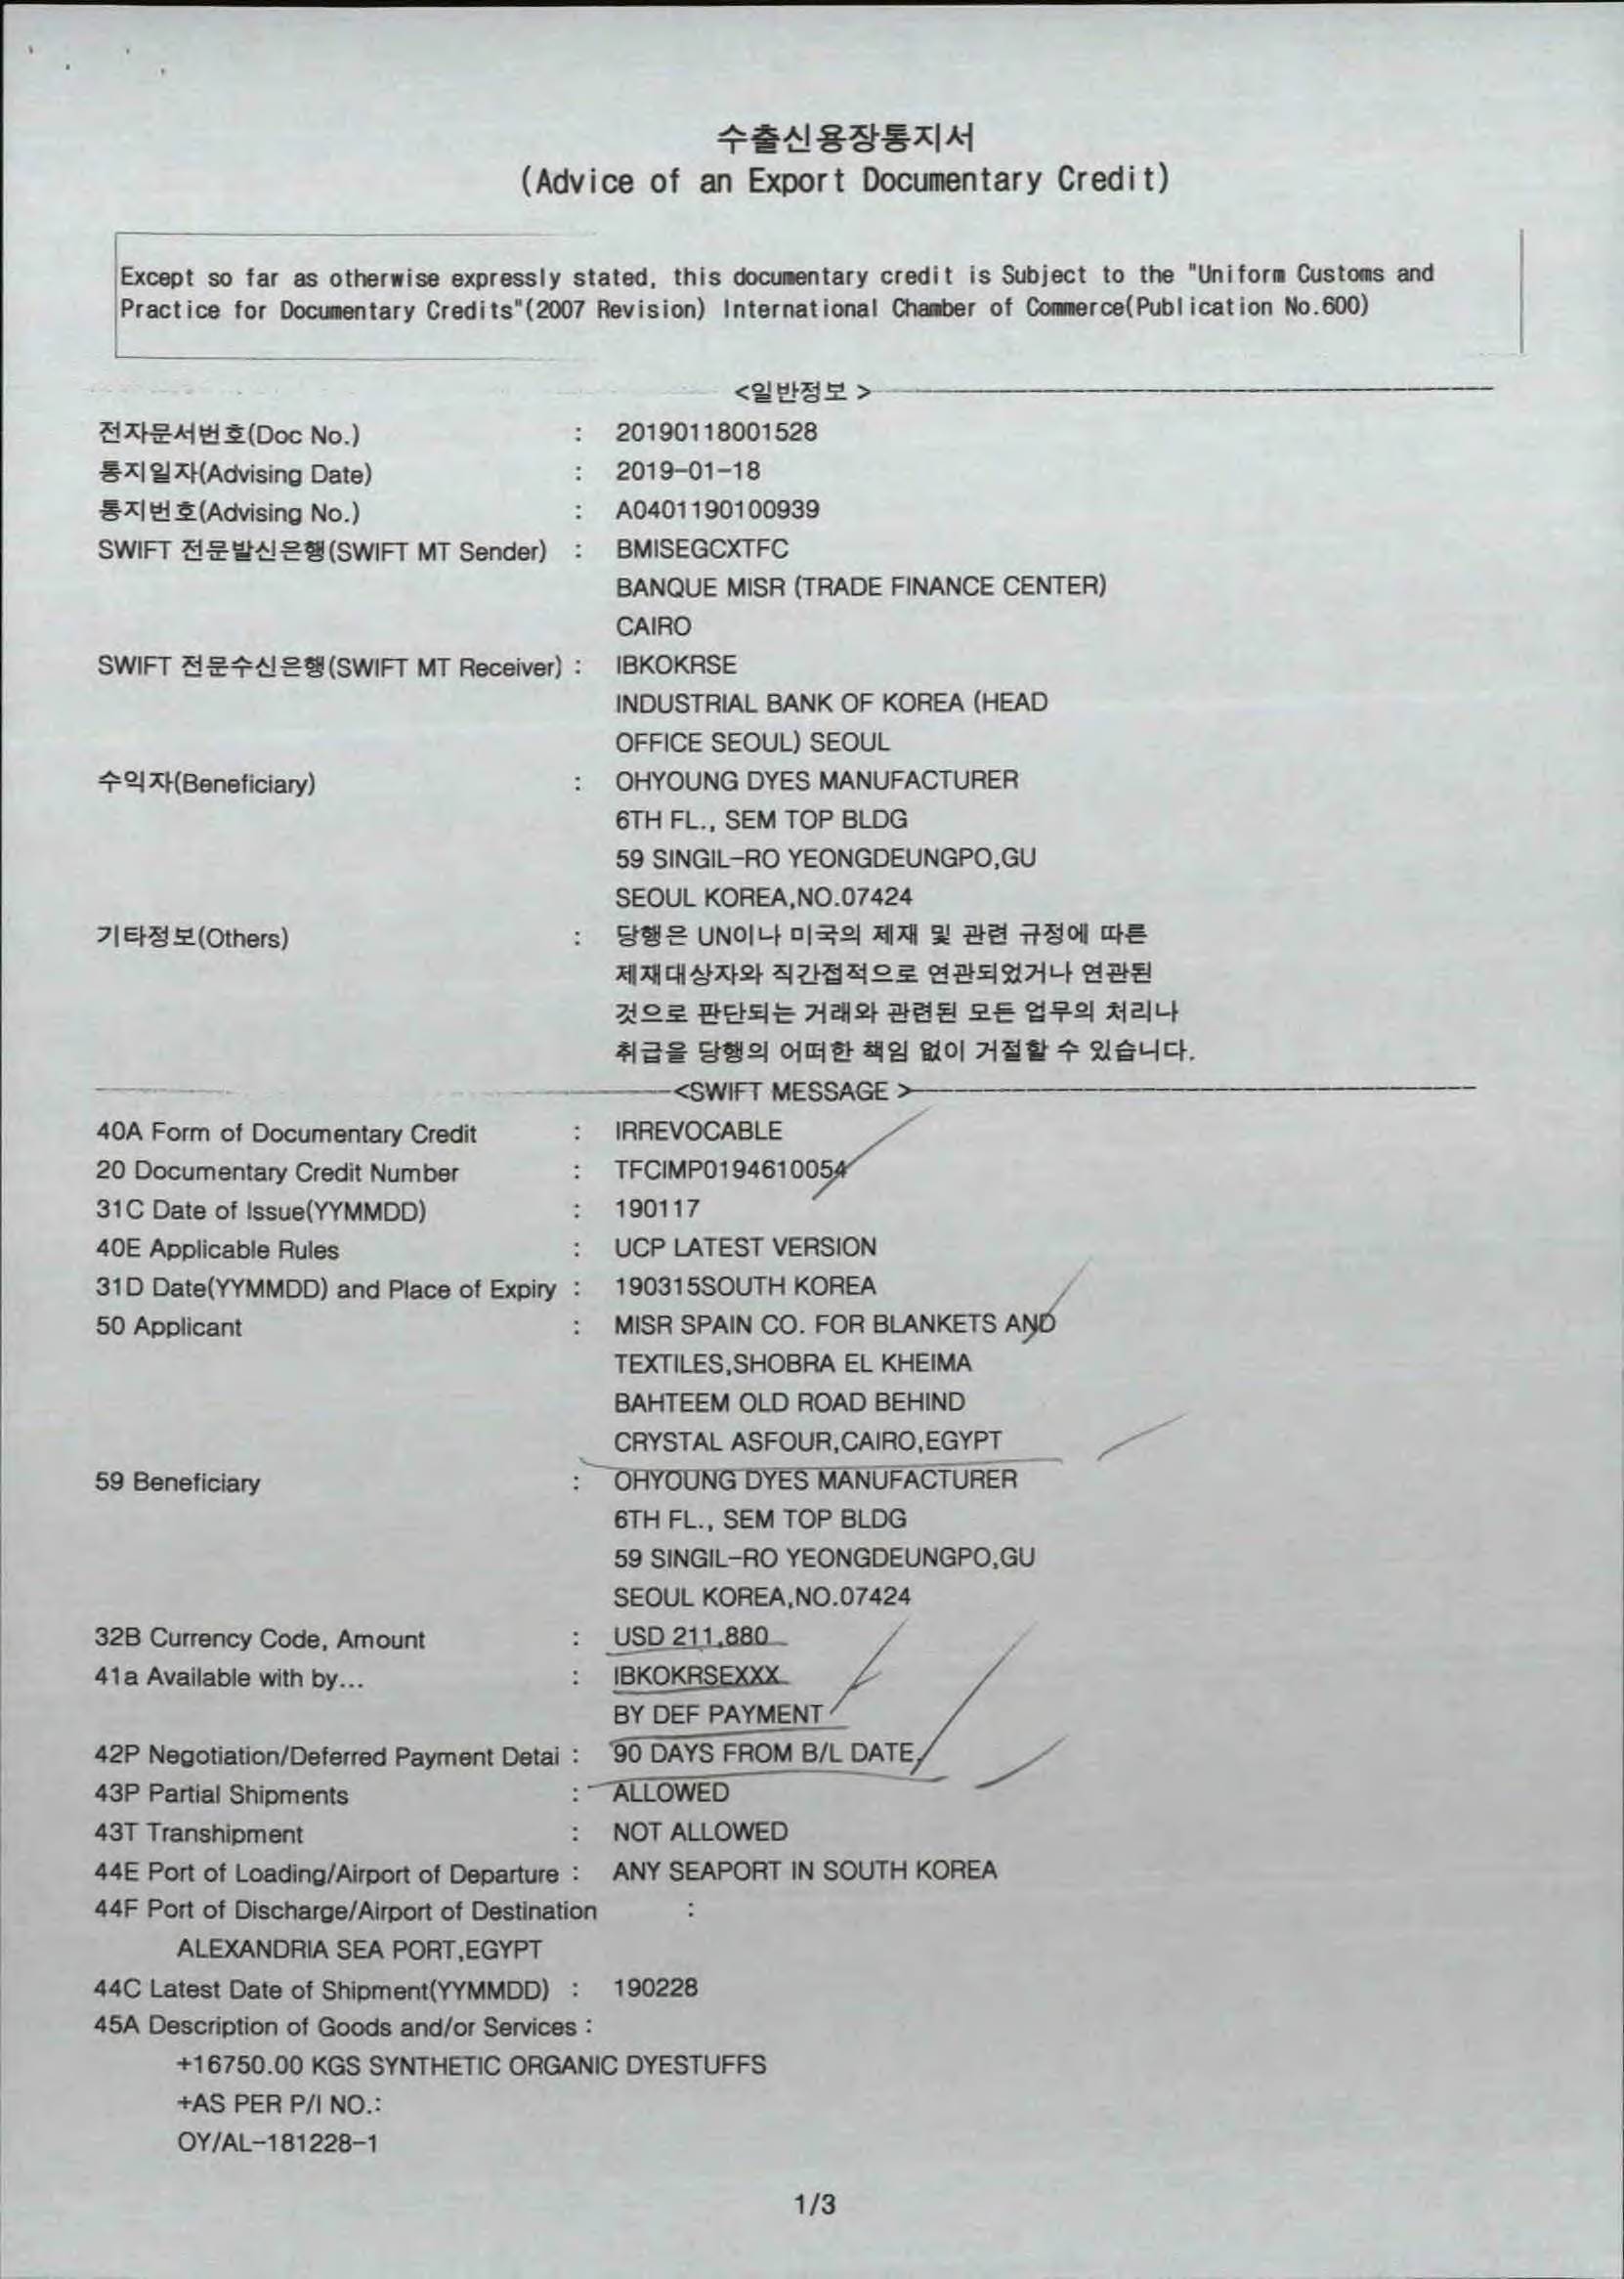 수출신용장통지서
(Advice of an Export Documentary Credit)
Except so far as otherwise expressly stated, this documentary credit is Subject to the "Uniform Customs and
Practice for Documentary Credits"(2007 Revision) International Chamber of Commerce(Publication No.600)
<일반정보 >
전자문서번호(Doc No.) : 20190118001528
통지일자(Advising Date) : 2019-01-18
통지번호(Advising No.) : A0401190100939
SWIFT 전문발신은행(SWIFT MT Sender) : BMISEGCXTFC
BANQUE MISR (TRADE FINANCE CENTER)
CAIRO
SWIFT 전문수신은행(SWIFT MT Receiver) : IBKOKRSE
INDUSTRIAL BANK OF KOREA (HEAD
OFFICE SEOUL) SEOUL
수익자(Beneficiary) : OHYOUNG DYES MANUFACTURER
6TH FL., SEM TOP BLDG
59 SINGIL-RO YEONGDEUNGPO,GU
SEOUL KOREA,NO.07424
기타정보(Others) : 당행은 UN이나 미국의 제재 및 관련 규정에 따른
제재대상자와 직간접적으로 연관되었거나 연관된
것으로 판단되는 거래와 관련된 모든 업무의 처리나
취급을 당행의 어떠한 책임 없이 거절할 수 있습니다.
<SWIFT MESSAGE >
40A Form of Documentary Credit : IRREVOCABLE
20 Documentary Credit Number : TFCIMP0194610054
31C Date of Issue(YYMMDD) : 190117
40E Applicable Rules : UCP LATEST VERSION
31D Date(YYMMDD) and Place of Expiry : 190315SOUTH KOREA
50 Applicant : MISR SPAIN CO. FOR BLANKETS AND
TEXTILES,SHOBRA EL KHEIMA
BAHTEEM OLD ROAD BEHIND
CRYSTAL ASFOUR,CAIRO,EGYPT
59 Beneficiary : OHYOUNG DYES MANUFACTURER
6TH FL., SEM TOP BLDG
59 SINGIL-RO YEONGDEUNGPO,GU
SEOUL KOREA,NO.07424
32B Currency Code, Amount : USD 211,880
41a Available with by... : IBKOKRSEXXX
BY DEF PAYMENT
42P Negotiation/Deferred Payment Detai : 90 DAYS FROM B/L DATE.
43P Partial Shipments : ALLOWED
43T Transhipment : NOT ALLOWED
44E Port of Loading/Airport of Departure : ANY SEAPORT IN SOUTH KOREA
44F Port of Discharge/Airport of Destination :
ALEXANDRIA SEA PORT,EGYPT
44C Latest Date of Shipment(YYMMDD) : 190228
45A Description of Goods and/or Services :
+16750.00 KGS SYNTHETIC ORGANIC DYESTUFFS
+AS PER P/I NO.:
OY/AL-181228-1
1/3